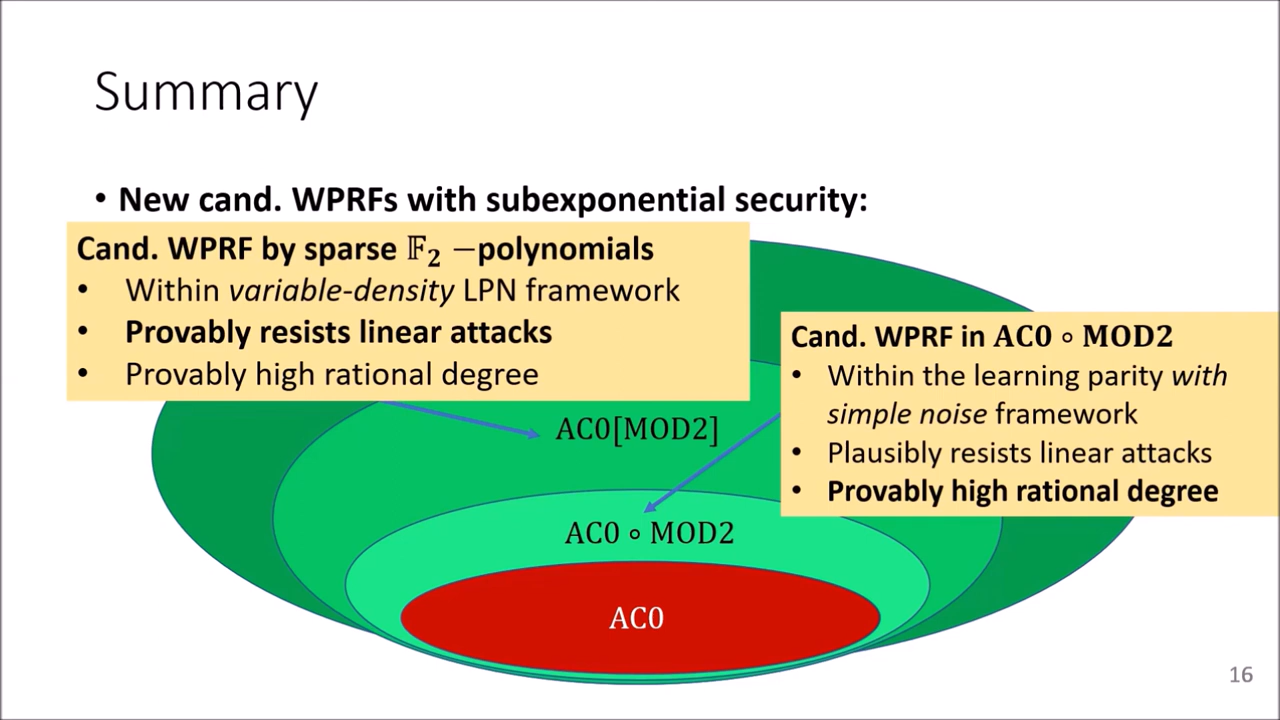 Summary
• New cand. WPRFs with subexponential security:
Cand. WPRF by sparse 𝔽₂ −polynomials
• Within variable-density LPN framework
• Provably resists linear attacks
• Provably high rational degree
Cand. WPRF in AC0 ∘ MOD2
• Within the learning parity with
simple noise framework
• Plausibly resists linear attacks
• Provably high rational degree
AC0[MOD2]
AC0 ∘ MOD2
AC0
16